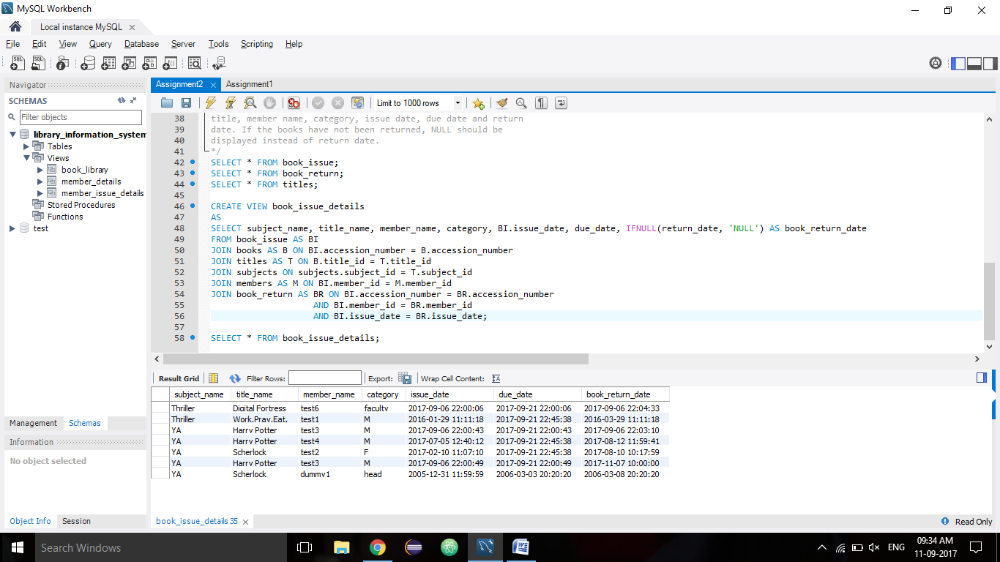 MySQL Workbench
Local instance MySQL
File Edit View Query Database Server Tools Scripting Help
Navigator
SCHEMAS
Filter objects
library_information_system
Tables
Views
book_library
member_details
member_issue_details
Stored Procedures
Functions
test
Management Schemas
Information
No object selected
Object Info Session
Assignment2 Assignment1
Limit to 1000 rows
38 title, member name, category, issue date, due date and return
39 date. If the books have not been returned, NULL should be
40 displayed instead of return date.
41 */
42 SELECT * FROM book_issue;
43 SELECT * FROM book_return;
44 SELECT * FROM titles;
45
46 CREATE VIEW book_issue_details
47 AS
48 SELECT subject_name, title_name, member_name, category, BI.issue_date, due_date, IFNULL(return_date, 'NULL') AS book_return_date
49 FROM book_issue AS BI
50 JOIN books AS B ON BI.accession_number = B.accession_number
51 JOIN titles AS T ON B.title_id = T.title_id
52 JOIN subjects ON subjects.subject_id = T.subject_id
53 JOIN members AS M ON BI.member_id = M.member_id
54 JOIN book_return AS BR ON BI.accession_number = BR.accession_number
55 AND BI.member_id = BR.member_id
56 AND BI.issue_date = BR.issue_date;
57
58 SELECT * FROM book_issue_details;
Result Grid Filter Rows: Export: Wrap Cell Content:
subject_name title_name member_name category issue_date due_date book_return_date
Thriller Digital Fortress test6 faculty 2017-09-06 22:00:06 2017-09-21 22:00:06 2017-09-06 22:04:33
Thriller Work.Pray.Eat. test1 M 2016-01-29 11:11:18 2017-09-21 22:45:38 2016-03-29 11:11:18
YA Harry Potter test3 M 2017-09-06 22:00:43 2017-09-21 22:00:43 2017-09-06 22:03:10
YA Harry Potter test4 M 2017-07-05 12:40:12 2017-09-21 22:45:38 2017-08-12 11:59:41
YA Scherlock test2 F 2017-02-10 11:07:10 2017-09-21 22:45:38 2017-08-10 10:17:59
YA Harry Potter test3 M 2017-09-06 22:00:49 2017-09-21 22:00:49 2017-11-07 10:00:00
YA Scherlock dummy1 head 2005-12-31 11:59:59 2006-03-03 20:20:20 2006-03-08 20:20:20
book_issue_details 35
Read Only
Search Windows
ENG
09:34 AM
11-09-2017